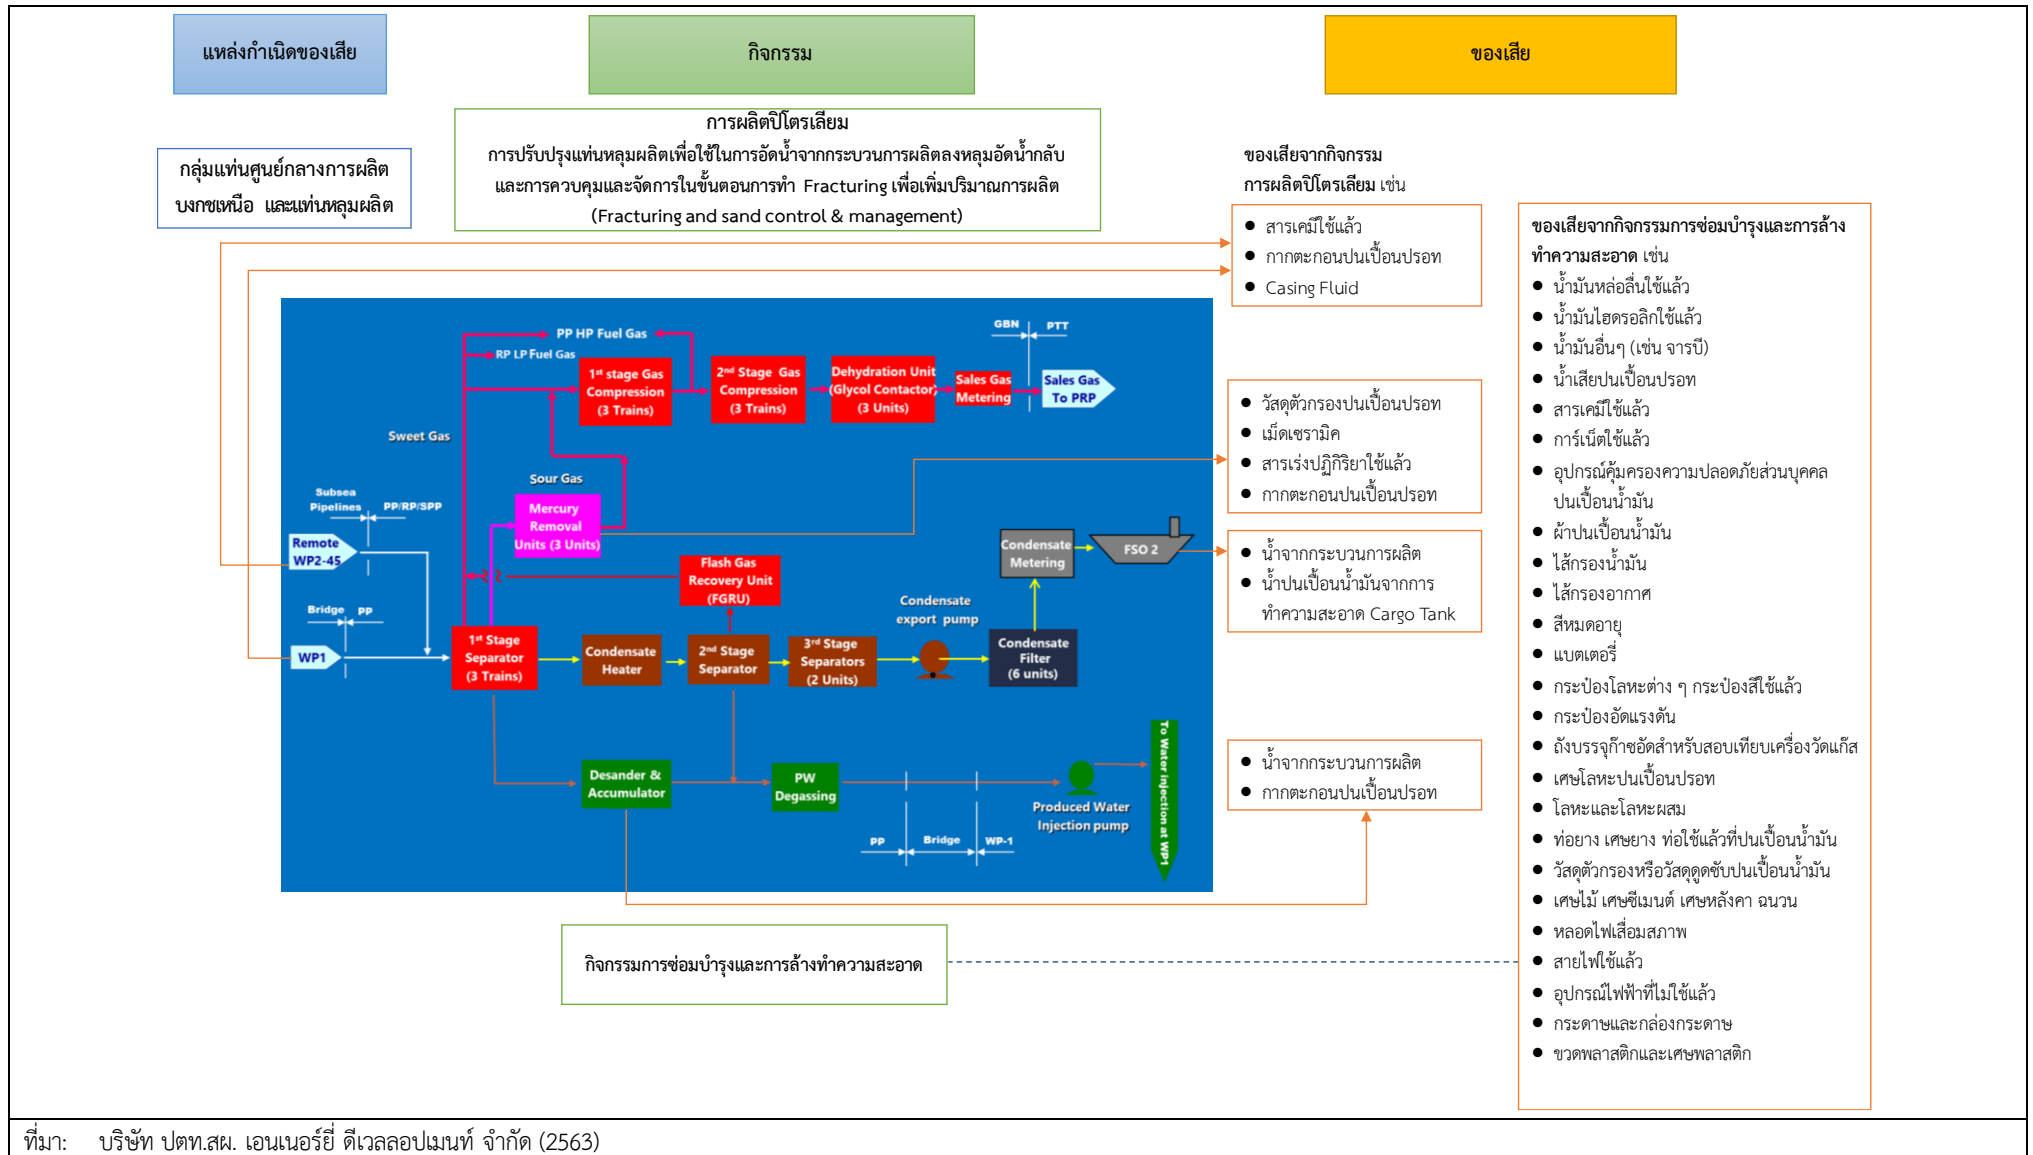 แหล่งกำเนิดของเสีย
กิจกรรม
ของเสีย
กลุ่มแท่นศูนย์กลางการผลิต
บงกชเหนือ และแท่นหลุมผลิต
การผลิตปิโตรเลียม
การปรับปรุงแท่นหลุมผลิตเพื่อใช้ในการอัดน้ำจากกระบวนการผลิตลงหลุมอัดน้ำกลับ
และการควบคุมและจัดการในขั้นตอนการทำ Fracturing เพื่อเพิ่มปริมาณการผลิต
(Fracturing and sand control & management)
ของเสียจากกิจกรรม
การผลิตปิโตรเลียม เช่น
● สารเคมีใช้แล้ว
● กากตะกอนปนเปื้อนปรอท
● Casing Fluid
PP HP Fuel Gas
RP LP Fuel Gas
GBN
PTT
1st stage Gas
Compression
(3 Trains)
2nd Stage Gas
Compression
(3 Trains)
Dehydration Unit
(Glycol Contactor)
(3 Units)
Sales Gas
Metering
Sales Gas
To PRP
Sweet Gas
Sour Gas
Subsea
Pipelines
PP/RP/SPP
Mercury
Removal
Units (3 Units)
Remote
WP2-45
Flash Gas
Recovery Unit
(FGRU)
Condensate
Metering
FSO 2
Bridge
PP
Condensate
export pump
WP1
1st Stage
Separator
(3 Trains)
Condensate
Heater
2nd Stage
Separator
3rd Stage
Separators
(2 Units)
Condensate
Filter
(6 units)
Desander &
Accumulator
PW
Degassing
Produced Water
Injection pump
To Water injection at WP1
PP
Bridge
WP-1
● วัสดุตัวกรองปนเปื้อนปรอท
● เม็ดเซรามิค
● สารเร่งปฏิกิริยาใช้แล้ว
● กากตะกอนปนเปื้อนปรอท
● น้ำจากกระบวนการผลิต
● น้ำปนเปื้อนน้ำมันจากการ
ทำความสะอาด Cargo Tank
● น้ำจากกระบวนการผลิต
● กากตะกอนปนเปื้อนปรอท
กิจกรรมการซ่อมบำรุงและการล้างทำความสะอาด
ของเสียจากกิจกรรมการซ่อมบำรุงและการล้าง
ทำความสะอาด เช่น
● น้ำมันหล่อลื่นใช้แล้ว
● น้ำมันไฮดรอลิกใช้แล้ว
● น้ำมันอื่นๆ (เช่น จารบี)
● น้ำเสียปนเปื้อนปรอท
● สารเคมีใช้แล้ว
● การ์เน็ตใช้แล้ว
● อุปกรณ์คุ้มครองความปลอดภัยส่วนบุคคล
ปนเปื้อนน้ำมัน
● ผ้าปนเปื้อนน้ำมัน
● ไส้กรองน้ำมัน
● ไส้กรองอากาศ
● สีหมดอายุ
● แบตเตอรี่
● กระป๋องโลหะต่าง ๆ กระป๋องสีใช้แล้ว
● กระป๋องอัดแรงดัน
● ถังบรรจุก๊าซอัดสำหรับสอบเทียบเครื่องวัดแก๊ส
● เศษโลหะปนเปื้อนปรอท
● โลหะและโลหะผสม
● ท่อยาง เศษยาง ท่อใช้แล้วที่ปนเปื้อนน้ำมัน
● วัสดุตัวกรองหรือวัสดุดูดซับปนเปื้อนน้ำมัน
● เศษไม้ เศษซีเมนต์ เศษหลังคา ฉนวน
● หลอดไฟเสื่อมสภาพ
● สายไฟใช้แล้ว
● อุปกรณ์ไฟฟ้าที่ไม่ใช้แล้ว
● กระดาษและกล่องกระดาษ
● ขวดพลาสติกและเศษพลาสติก
ที่มา: บริษัท ปตท.สผ. เอนเนอร์ยี่ ดีเวลลอปเมนท์ จำกัด (2563)